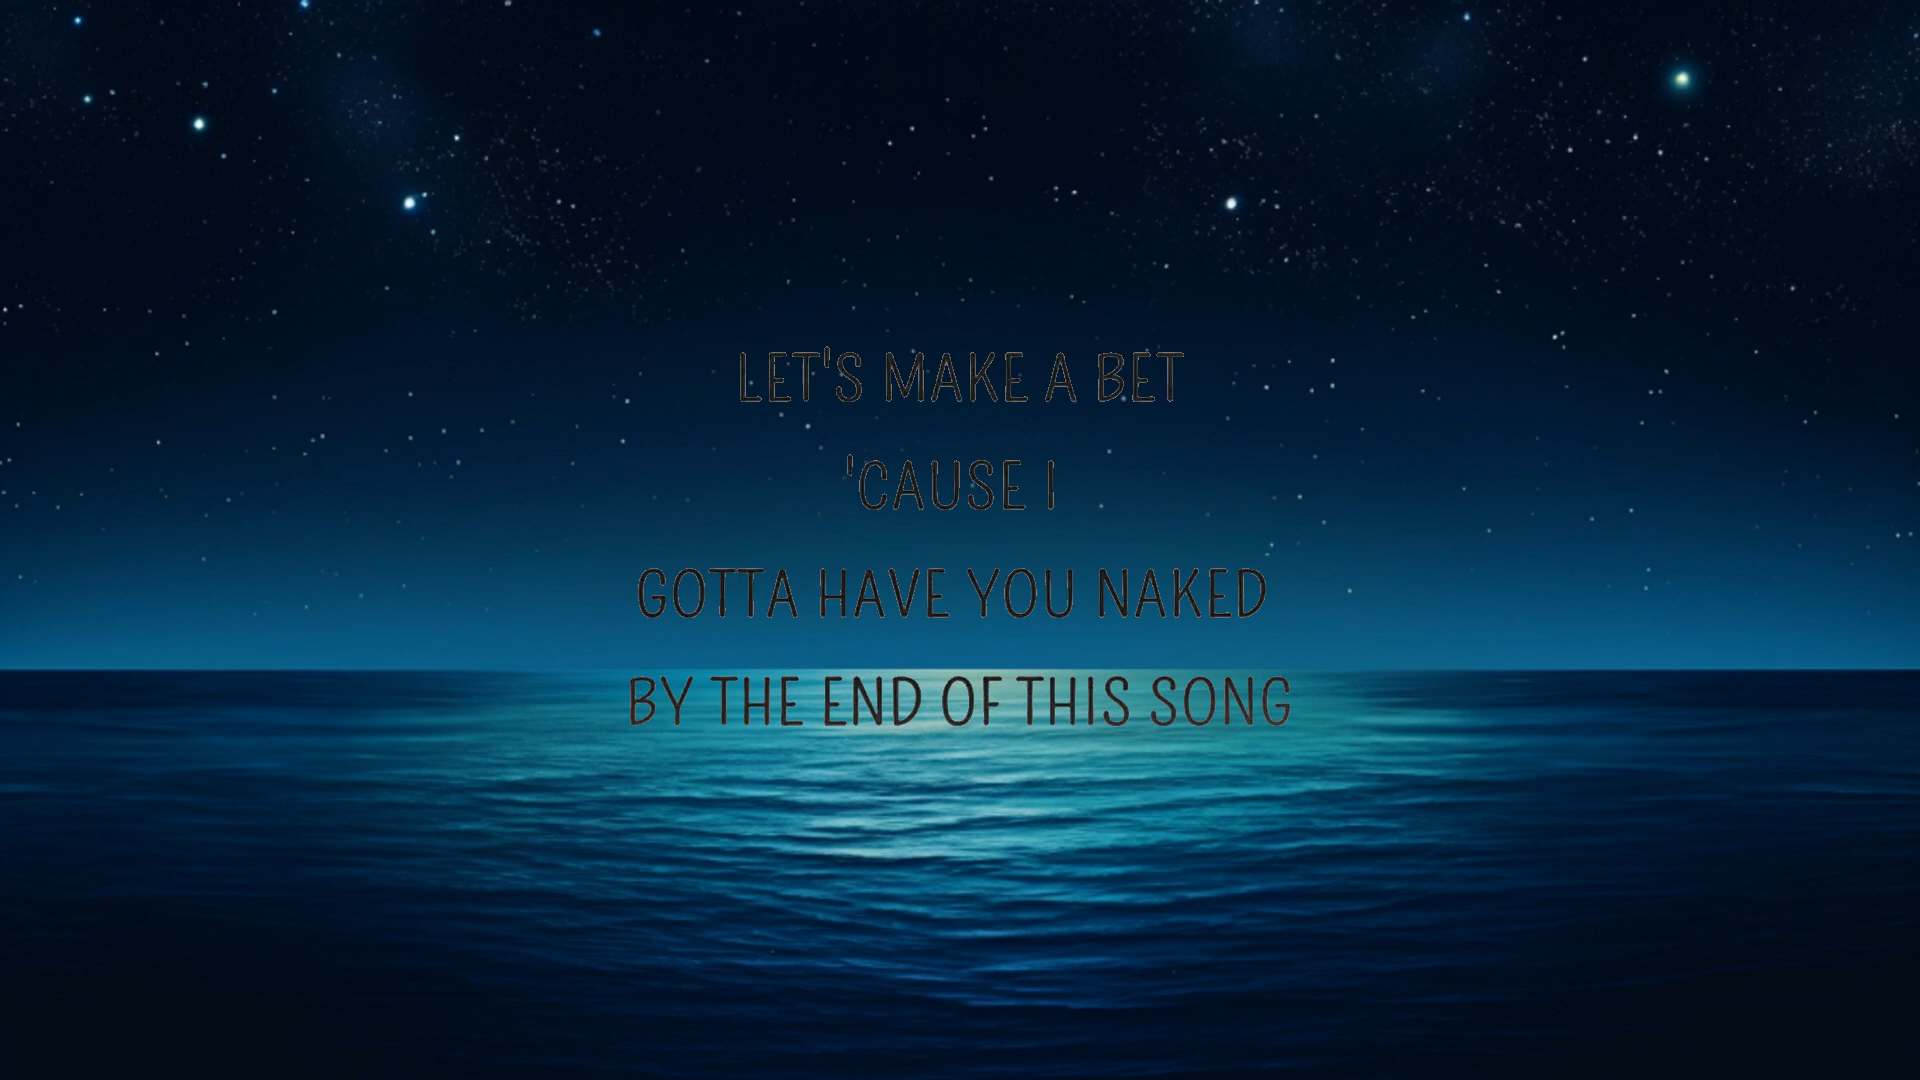 LET'S MAKE A BET
'CAUSE I
GOTTA HAVE YOU NAKED
BY THE END OF THIS SONG